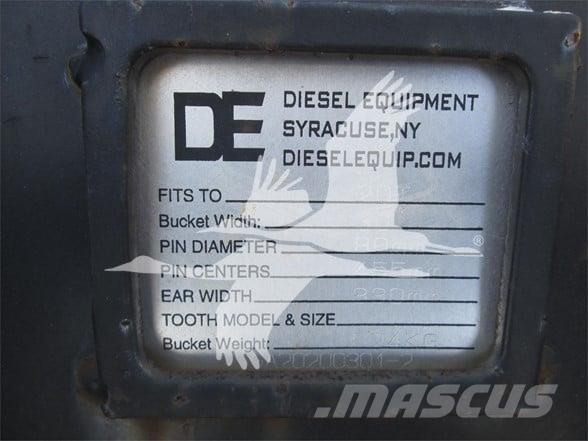 DE
DIESEL EQUIPMENT
SYRACUSE,NY
DIESELEQUIP.COM
FITS TO
Bucket Width:
PIN DIAMETER
PIN CENTERS
EAR WIDTH
TOOTH MODEL & SIZE
Bucket Weight:
MASCUS